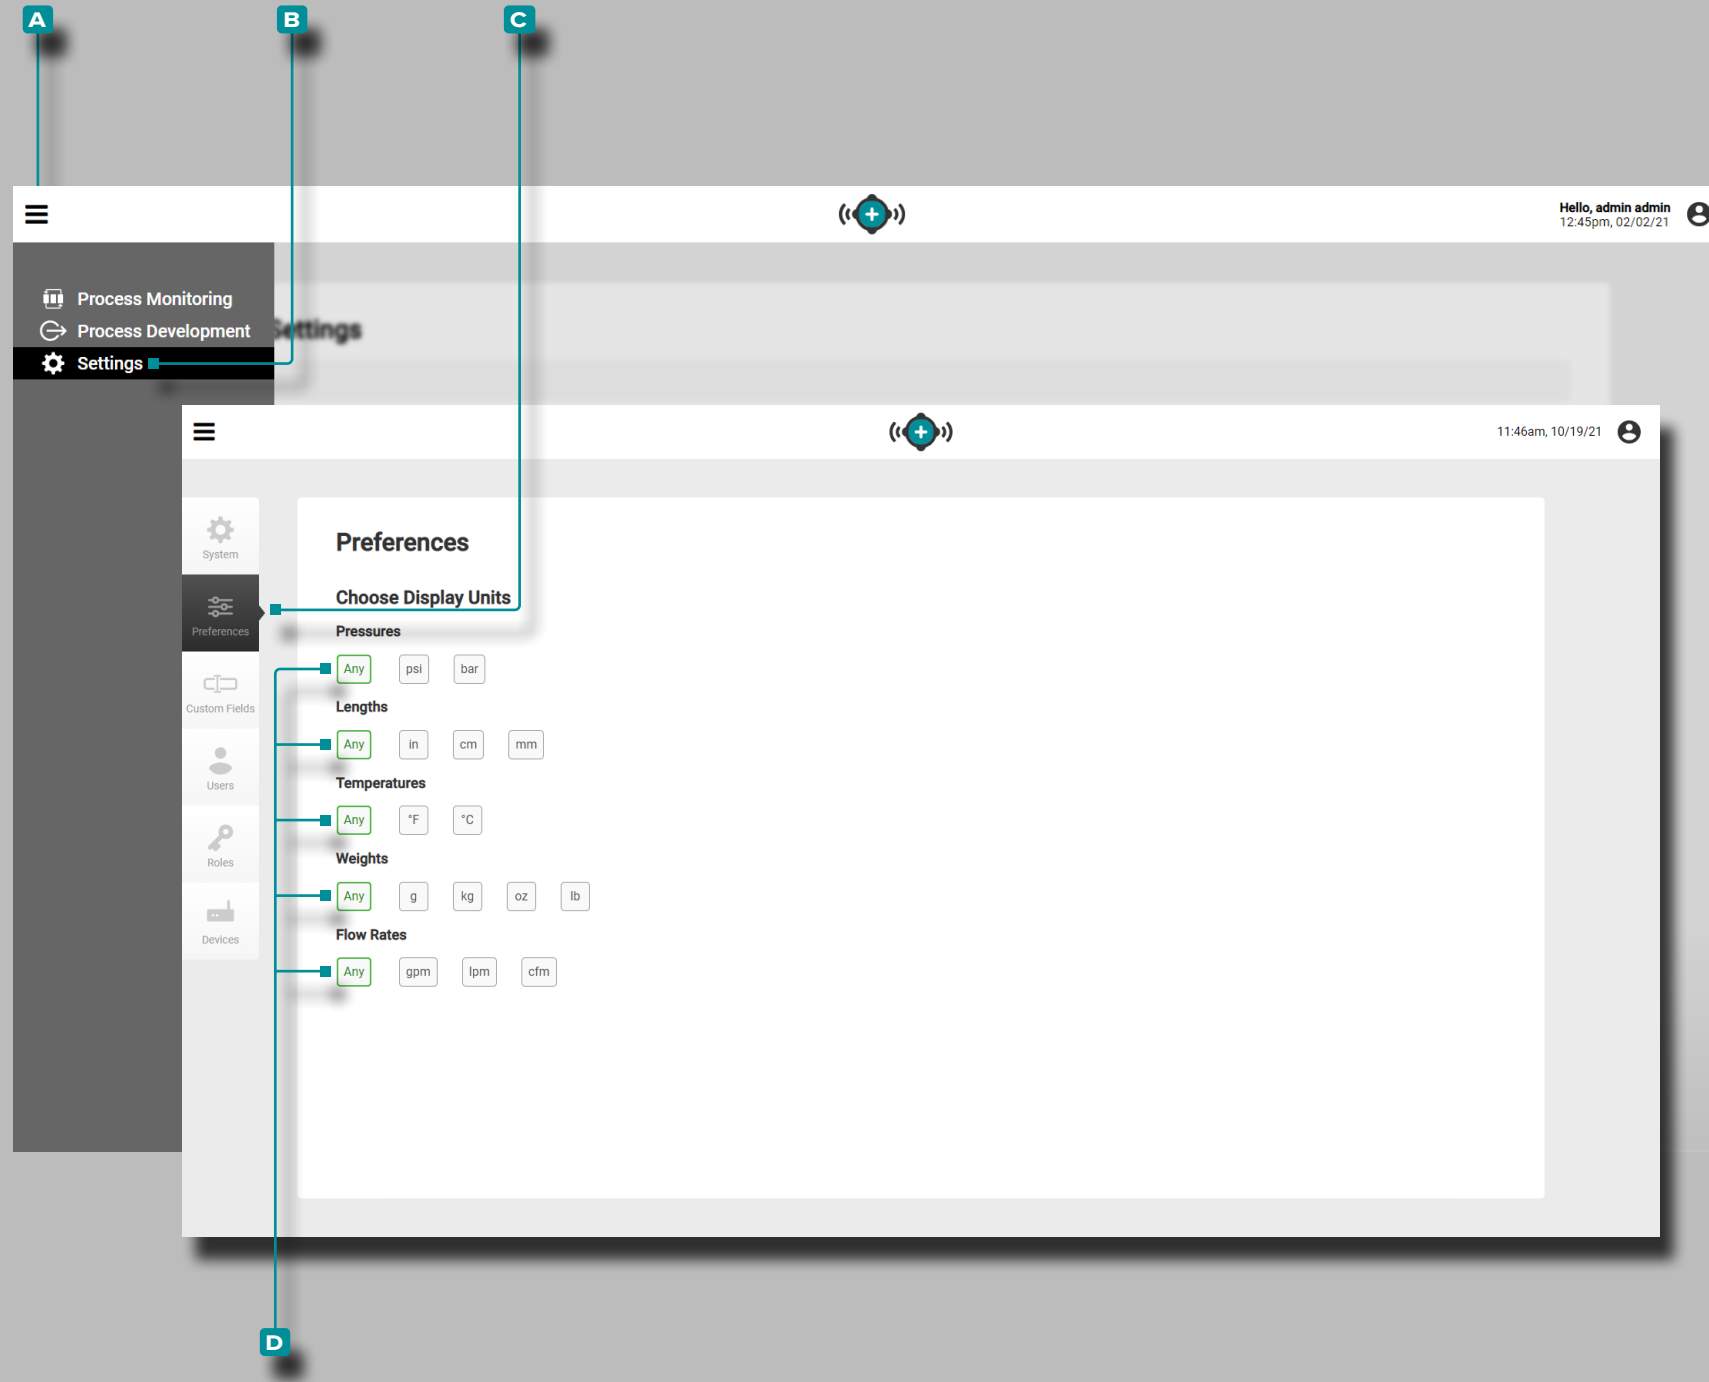 A B C
Hello, admin admin
12:45pm, 02/02/21
Process Monitoring
Process Development
Settings
Settings
11:46am, 10/19/21
System
Preferences
Custom Fields
Users
Roles
Devices
Preferences
Choose Display Units
Pressures
Any psi bar
Lengths
Any in cm mm
Temperatures
Any °F °C
Weights
Any g kg oz lb
Flow Rates
Any gpm lpm cfm
D